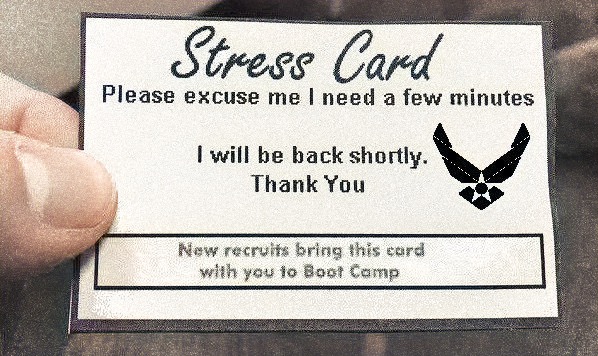 Stress Card
Please excuse me I need a few minutes
I will be back shortly.
Thank You
New recruits bring this card
with you to Boot Camp